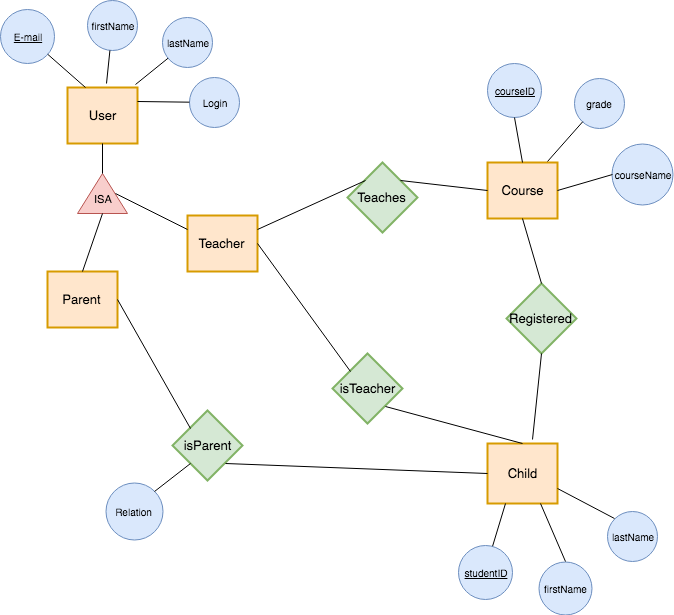 E-mail
firstName
lastName
Login
User
ISA
Teacher
Parent
Teaches
courseID
grade
courseName
Course
Registered
isTeacher
isParent
Relation
Child
studentID
firstName
lastName